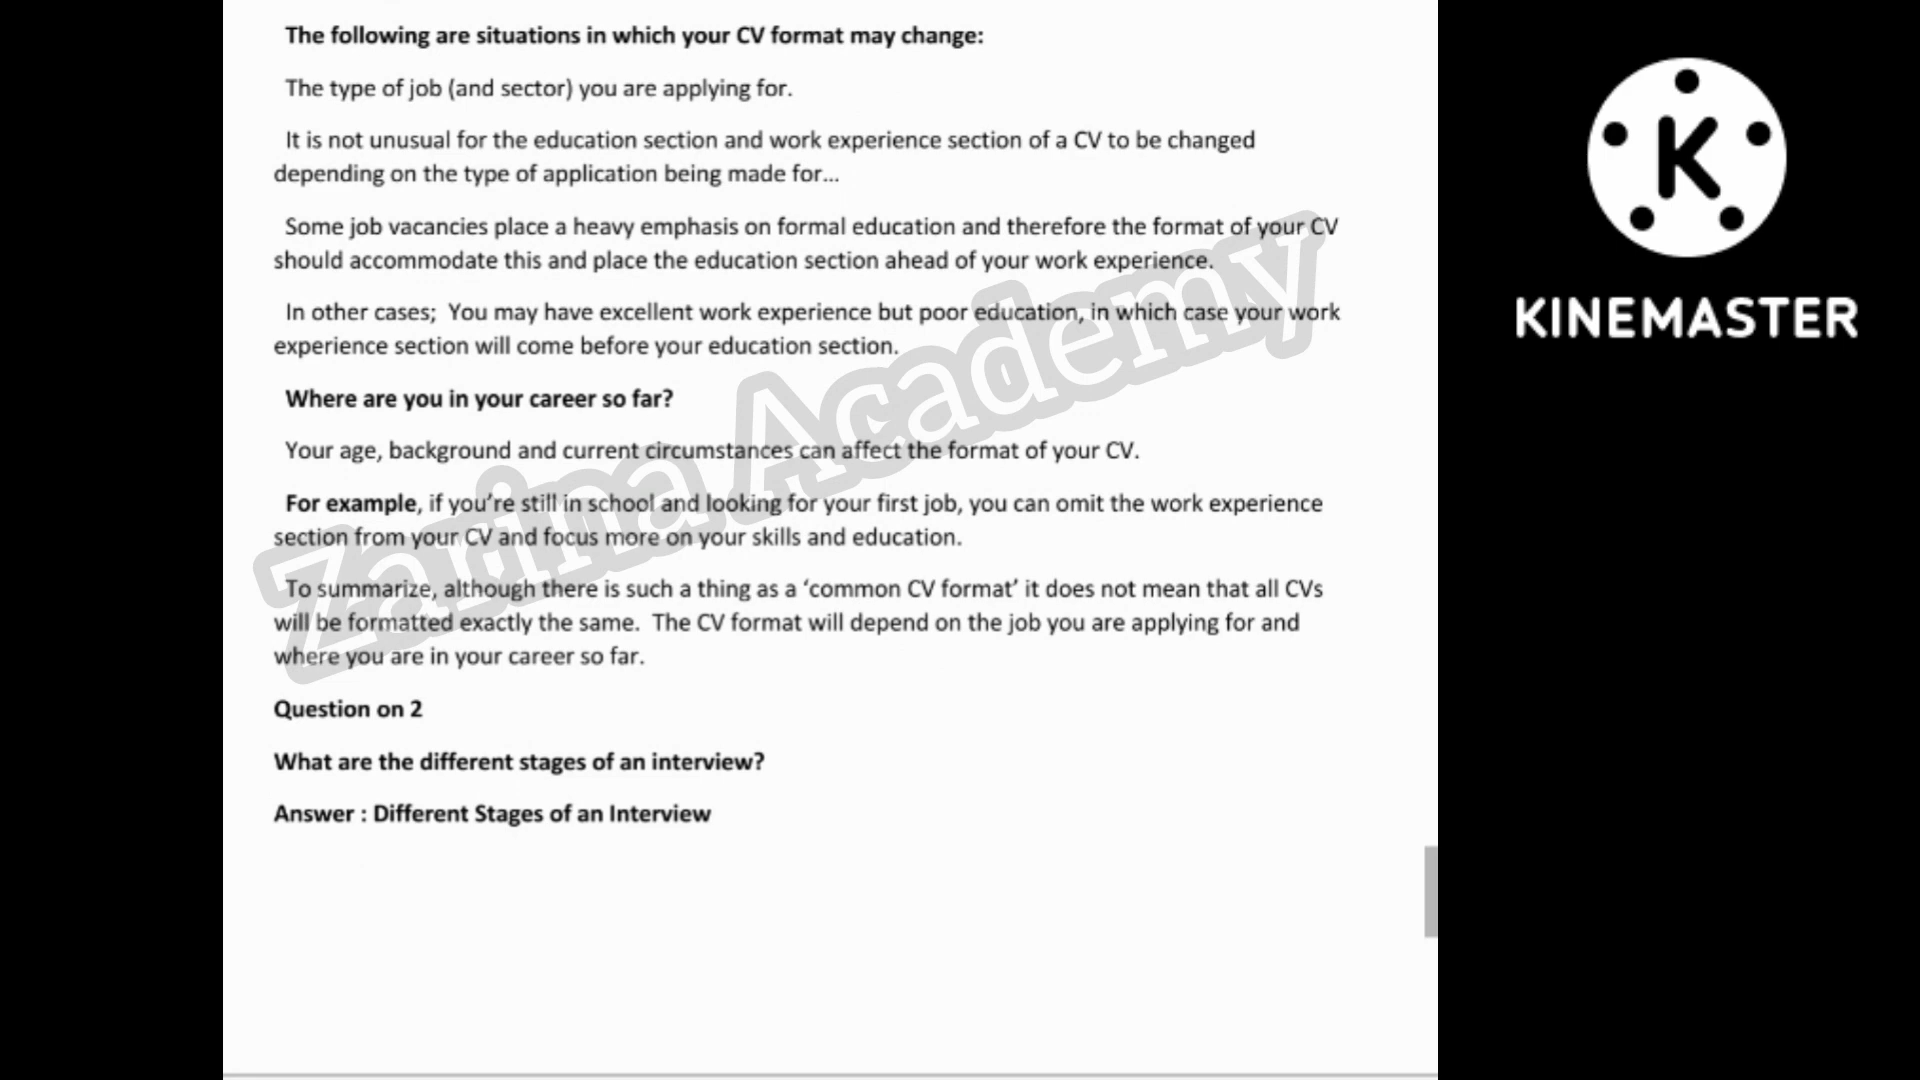 The following are situations in which your CV format may change:
The type of job (and sector) you are applying for.
It is not unusual for the education section and work experience section of a CV to be changed
depending on the type of application being made for...
Some job vacancies place a heavy emphasis on formal education and therefore the format of your CV
should accommodate this and place the education section ahead of your work experience.
In other cases;  You may have excellent work experience but poor education, in which case your work
experience section will come before your education section.
Where are you in your career so far?
Your age, background and current circumstances can affect the format of your CV.
For example, if you’re still in school and looking for your first job, you can omit the work experience
section from your CV and focus more on your skills and education.
To summarize, although there is such a thing as a ‘common CV format’ it does not mean that all CVs
will be formatted exactly the same.  The CV format will depend on the job you are applying for and
where you are in your career so far.
Question on 2
What are the different stages of an interview?
Answer : Different Stages of an Interview
Zarina Academy
K
KINEMASTER